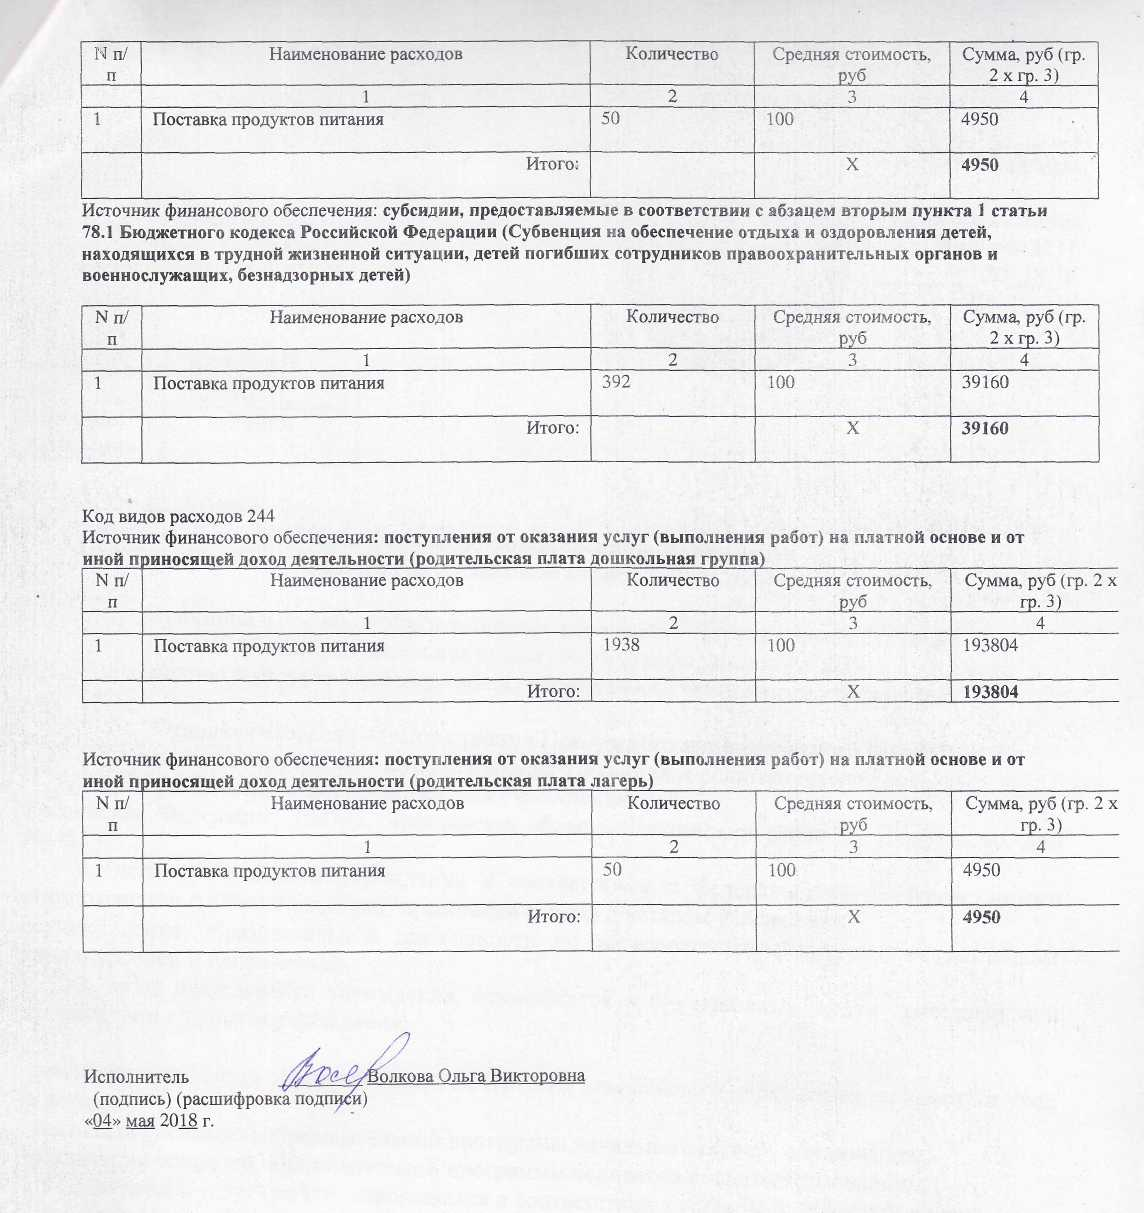 N п/п Наименование расходов Количество Средняя стоимость, руб Сумма, руб (гр. 2 х гр. 3)
1 2 3 4
1 Поставка продуктов питания 50 100 4950
Итого: Х 4950
Источник финансового обеспечения: субсидии, предоставляемые в соответствии с абзацем вторым пункта 1 статьи
78.1 Бюджетного кодекса Российской Федерации (Субвенция на обеспечение отдыха и оздоровления детей,
находящихся в трудной жизненной ситуации, детей погибших сотрудников правоохранительных органов и
военнослужащих, безнадзорных детей)
N п/п Наименование расходов Количество Средняя стоимость, руб Сумма, руб (гр. 2 х гр. 3)
1 2 3 4
1 Поставка продуктов питания 392 100 39160
Итого: Х 39160
Код видов расходов 244
Источник финансового обеспечения: поступления от оказания услуг (выполнения работ) на платной основе и от
иной приносящей доход деятельности (родительская плата дошкольная группа)
N п/п Наименование расходов Количество Средняя стоимость, руб Сумма, руб (гр. 2 х гр. 3)
1 2 3 4
1 Поставка продуктов питания 1938 100 193804
Итого: Х 193804
Источник финансового обеспечения: поступления от оказания услуг (выполнения работ) на платной основе и от
иной приносящей доход деятельности (родительская плата лагерь)
N п/п Наименование расходов Количество Средняя стоимость, руб Сумма, руб (гр. 2 х гр. 3)
1 2 3 4
1 Поставка продуктов питания 50 100 4950
Итого: Х 4950
Исполнитель Волкова Ольга Викторовна
(подпись) (расшифровка подписи)
«04» мая 2018 г.